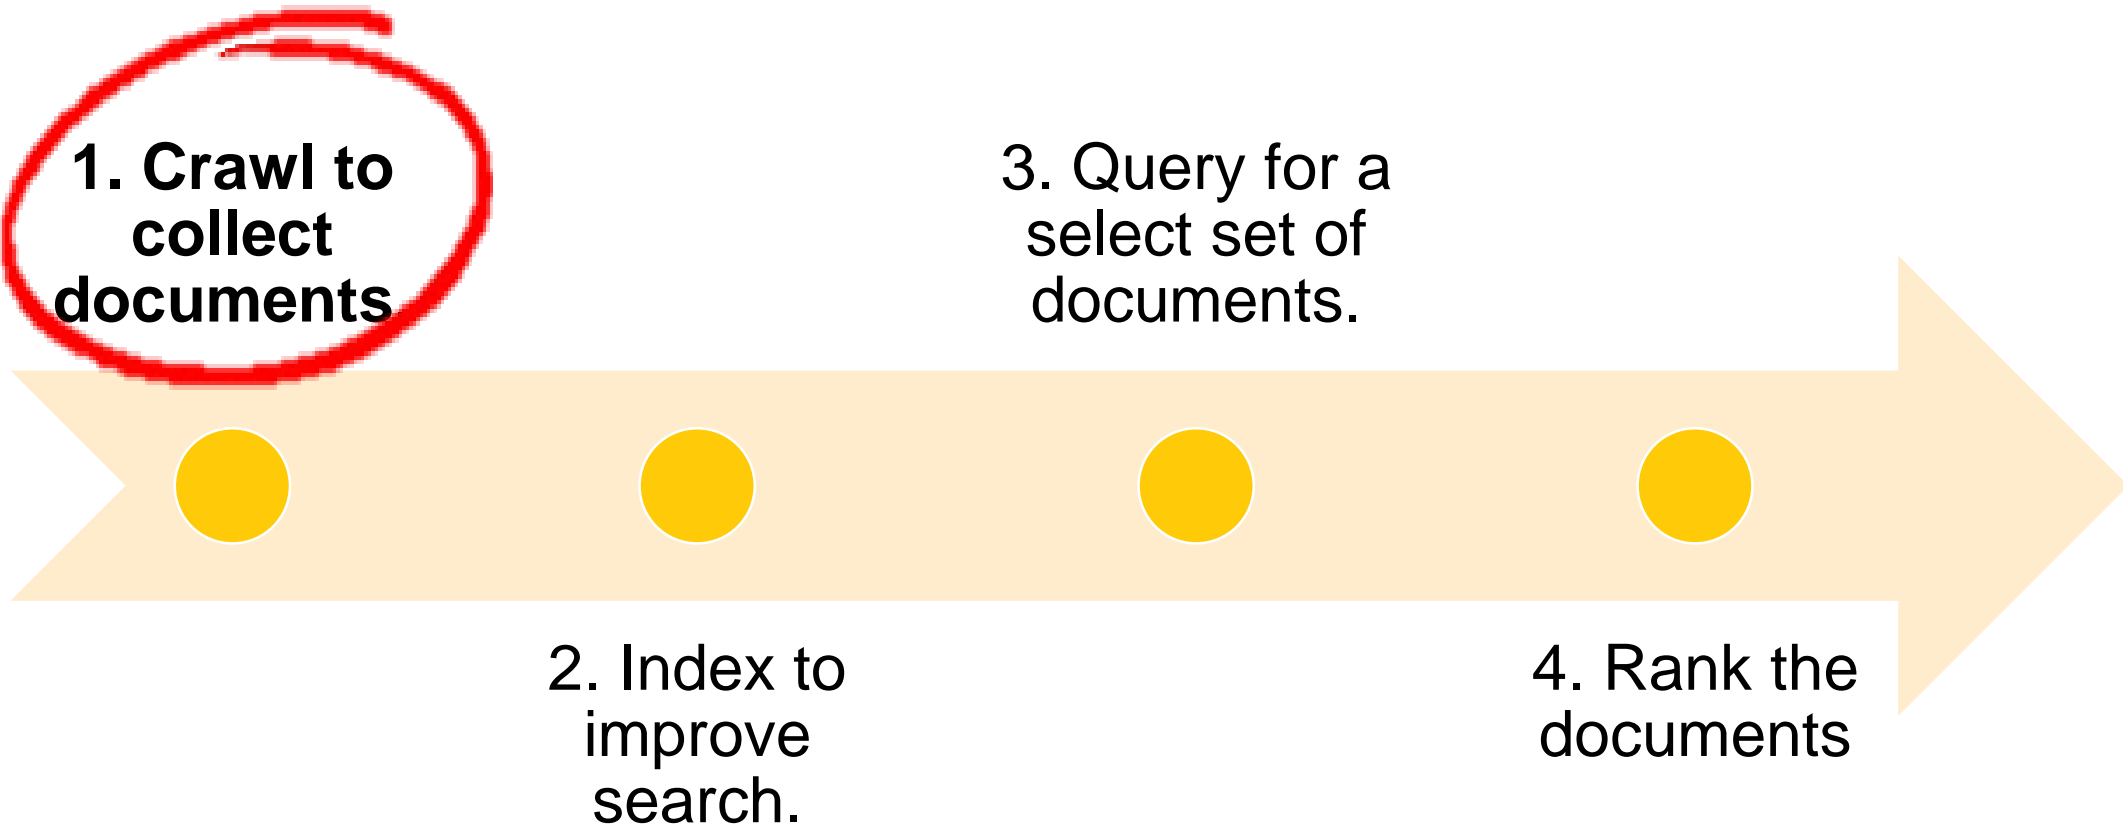 1. Crawl to
collect
documents
2. Index to
improve
search.
3. Query for a
select set of
documents.
4. Rank the
documents